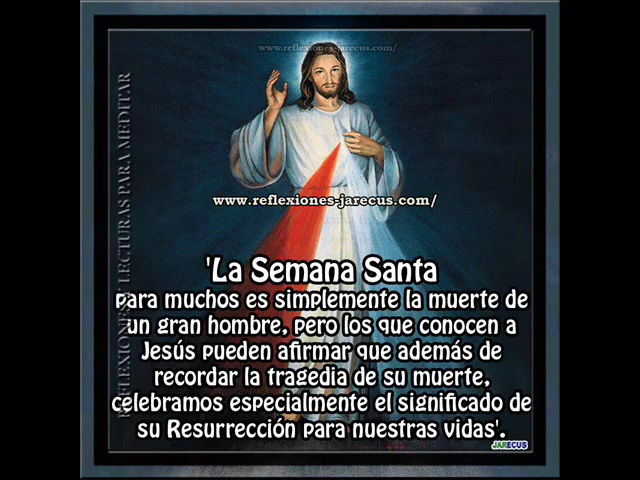 www.reflexiones-jarecus.com/
REFLEXIONES Y LECTURAS PARA MEDITAR
www.reflexiones-jarecus.com/
'La Semana Santa
para muchos es simplemente la muerte de
un gran hombre, pero los que conocen a
Jesús pueden afirmar que además de
recordar la tragedia de su muerte,
celebramos especialmente el significado de
su Resurrección para nuestras vidas'.
JARECUS